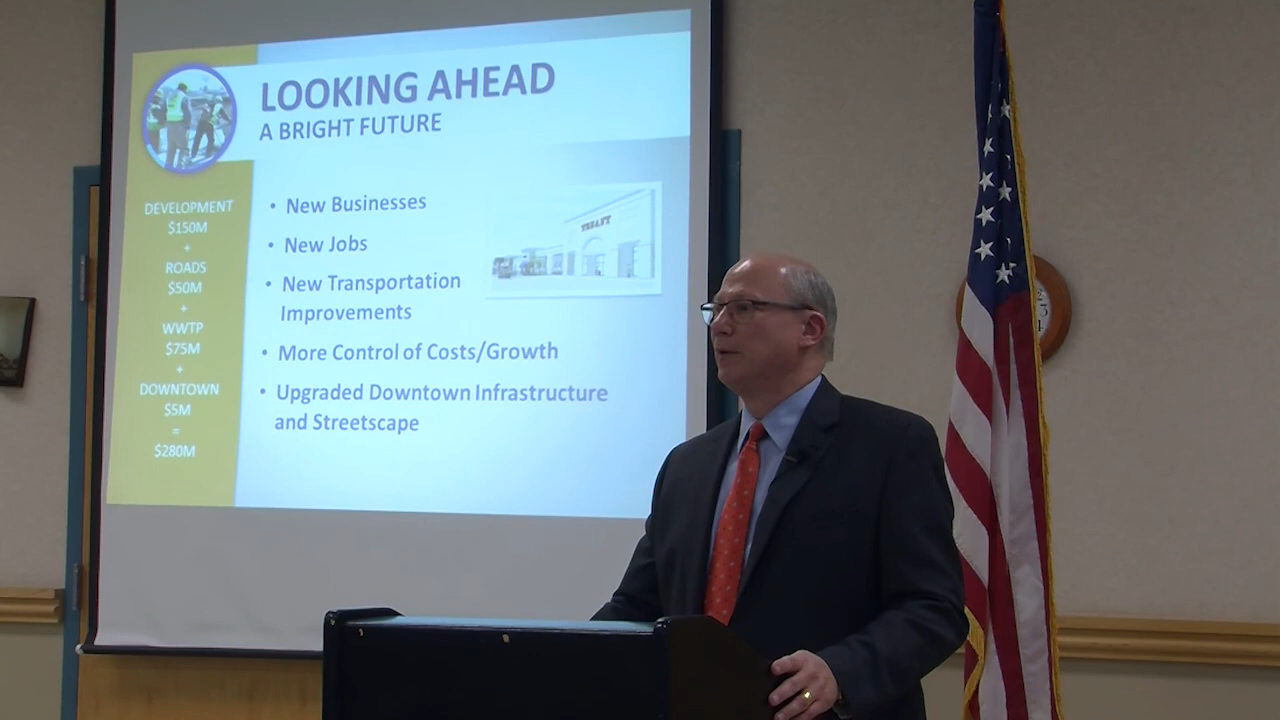 LOOKING AHEAD
A BRIGHT FUTURE
DEVELOPMENT
$150M
+
ROADS
$50M
+
WWTP
$75M
+
DOWNTOWN
$5M
=
$280M
• New Businesses
• New Jobs
• New Transportation
Improvements
• More Control of Costs/Growth
• Upgraded Downtown Infrastructure
and Streetscape